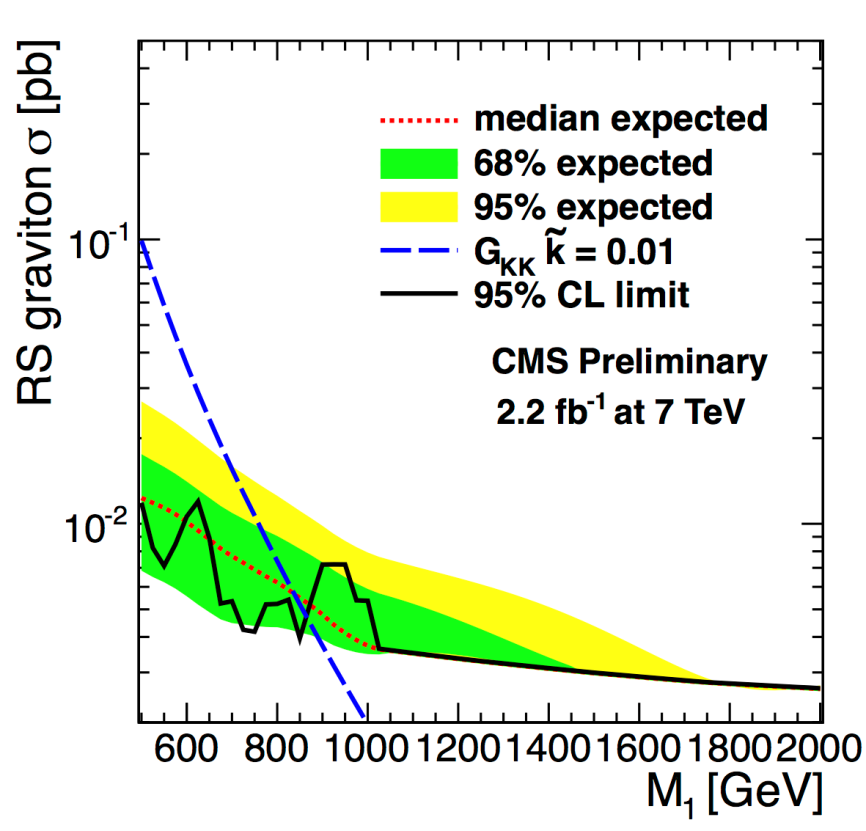 RS graviton σ [pb]
10⁻¹
10⁻²
median expected
68% expected
95% expected
G_KK k̃ = 0.01
95% CL limit
CMS Preliminary
2.2 fb⁻¹ at 7 TeV
600 800 1000 1200 1400 1600 1800 2000
M₁ [GeV]